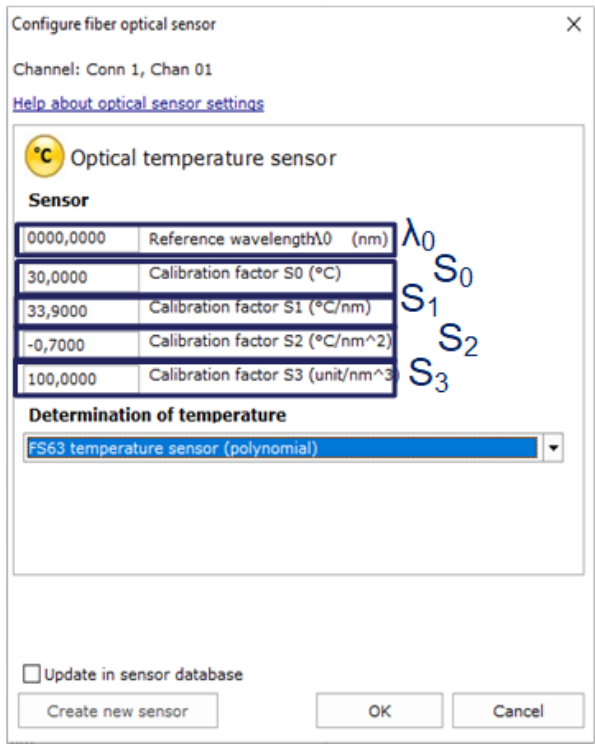 Configure fiber optical sensor
Channel: Conn 1, Chan 01
Help about optical sensor settings
°C Optical temperature sensor
Sensor
0000,0000 Reference wavelengthλ0 (nm) λ0
30,0000 Calibration factor S0 (°C) S0
33,9000 Calibration factor S1 (°C/nm) S1
-0,7000 Calibration factor S2 (°C/nm^2) S2
100,0000 Calibration factor S3 (unit/nm^3) S3
Determination of temperature
FS63 temperature sensor (polynomial)
Update in sensor database
Create new sensor OK Cancel